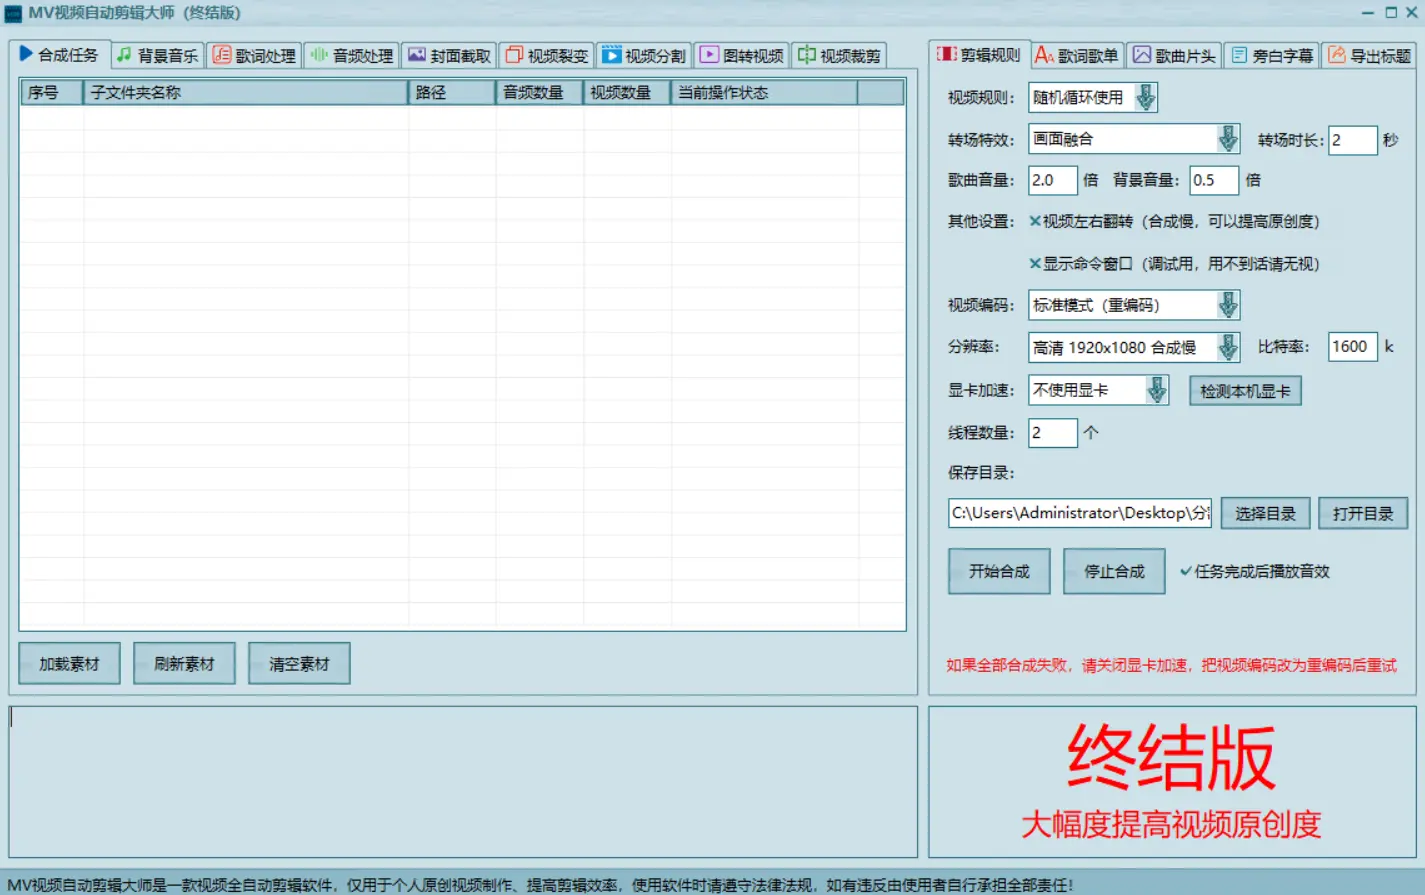 MV视频自动剪辑大师（终结版）
合成任务 背景音乐 歌词处理 音频处理 封面截取 视频裂变 视频分割 图转视频 视频裁剪
序号 子文件夹名称 路径 音频数量 视频数量 当前操作状态
加载素材 刷新素材 清空素材
剪辑规则 歌词歌单 歌曲片头 旁白字幕 导出标题
视频规则： 随机循环使用
转场特效： 画面融合 转场时长： 2 秒
歌曲音量： 2.0 倍 背景音量： 0.5 倍
其他设置： ✕视频左右翻转（合成慢，可以提高原创度）
✕显示命令窗口（调试用，用不到话请无视）
视频编码： 标准模式（重编码）
分辨率： 高清 1920x1080 合成慢 比特率： 1600 k
显卡加速： 不使用显卡 检测本机显卡
线程数量： 2 个
保存目录：
C:\Users\Administrator\Desktop\分 选择目录 打开目录
开始合成 停止合成 ✓任务完成后播放音效
如果全部合成失败，请关闭显卡加速，把视频编码改为重编码后重试
终结版
大幅度提高视频原创度
MV视频自动剪辑大师是一款视频全自动剪辑软件，仅用于个人原创视频制作、提高剪辑效率，使用软件时请遵守法律法规，如有违反由使用者自行承担全部责任！